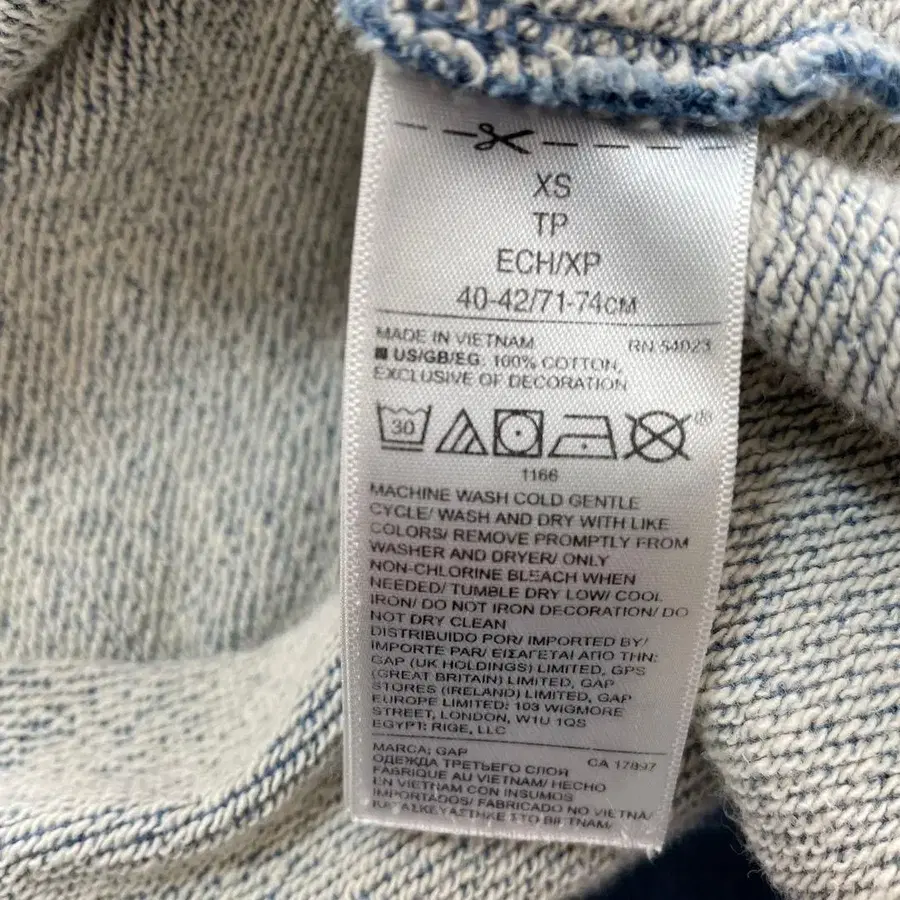 XS
TP
ECH/XP
40-42/71-74CM
MADE IN VIETNAM RN 54023
US/GB/EG 100% COTTON,
EXCLUSIVE OF DECORATION
30
1166
MACHINE WASH COLD GENTLE
CYCLE/ WASH AND DRY WITH LIKE
COLORS/ REMOVE PROMPTLY FROM
WASHER AND DRYER/ ONLY
NON-CHLORINE BLEACH WHEN
NEEDED/ TUMBLE DRY LOW/ COOL
IRON/ DO NOT IRON DECORATION/ DO
NOT DRY CLEAN
DISTRIBUIDO POR/ IMPORTED BY/
IMPORTE PAR/ ΕΙΣΑΓΕΤΑΙ ΑΠΟ ΤΗΝ:
GAP (UK HOLDINGS) LIMITED, GPS
(GREAT BRITAIN) LIMITED, GAP
STORES (IRELAND) LIMITED, GAP
EUROPE LIMITED: 103 WIGMORE
STREET, LONDON, W1U 1QS
EGYPT: RIGE, LLC
MARCA: GAP CA 17897
ОДЕЖДА ТРЕТЬЕГО СЛОЯ
FABRIQUE AU VIETNAM/ HECHO
EN VIETNAM CON INSUMOS
IMPORTADOS/ FABRICADO NO VIETNÃ/
ΚΑΤΑΣΚΕΥΑΣΤΗΚΕ ΣΤΟ ΒΙΕΤΝΑΜ/